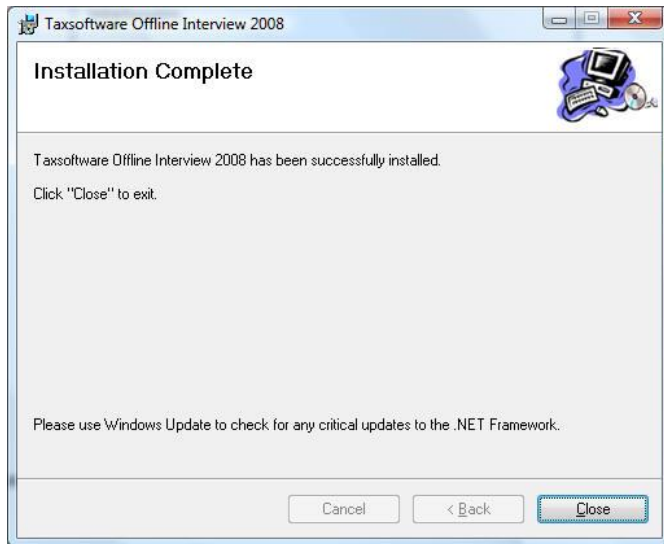 Taxsoftware Offline Interview 2008
Installation Complete
Taxsoftware Offline Interview 2008 has been successfully installed.
Click "Close" to exit.
Please use Windows Update to check for any critical updates to the .NET Framework.
Cancel
< Back
Close